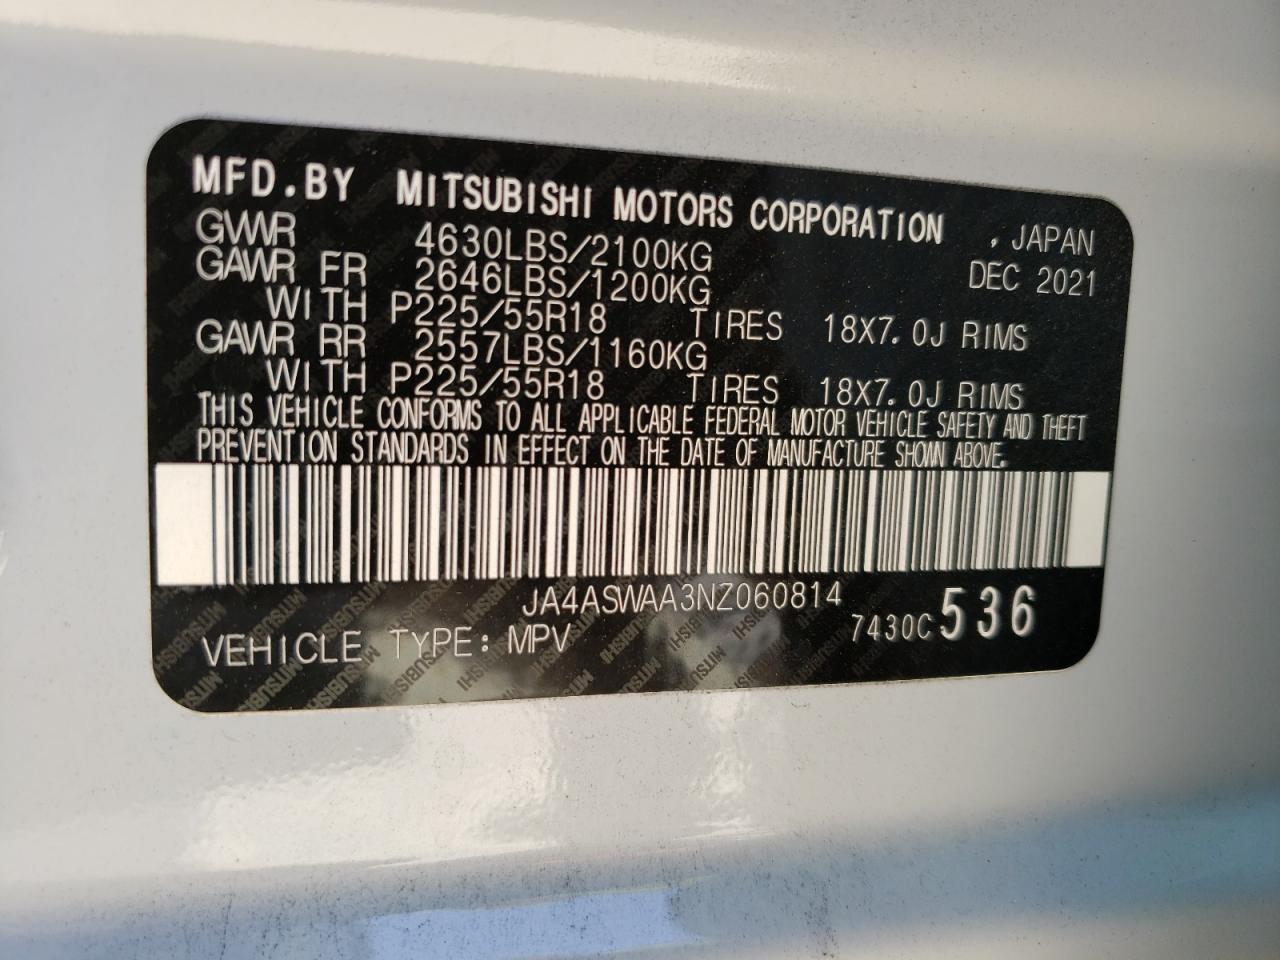 MFD.BY MITSUBISHI MOTORS CORPORATION , JAPAN
GVWR 4630LBS/2100KG DEC 2021
GAWR FR 2646LBS/1200KG
WITH P225/55R18 TIRES 18X7.0J RIMS
GAWR RR 2557LBS/1160KG
WITH P225/55R18 TIRES 18X7.0J RIMS
THIS VEHICLE CONFORMS TO ALL APPLICABLE FEDERAL MOTOR VEHICLE SAFETY AND THEFT
PREVENTION STANDARDS IN EFFECT ON THE DATE OF MANUFACTURE SHOWN ABOVE.
JA4ASWAA3NZ060814
VEHICLE TYPE: MPV 7430C 536